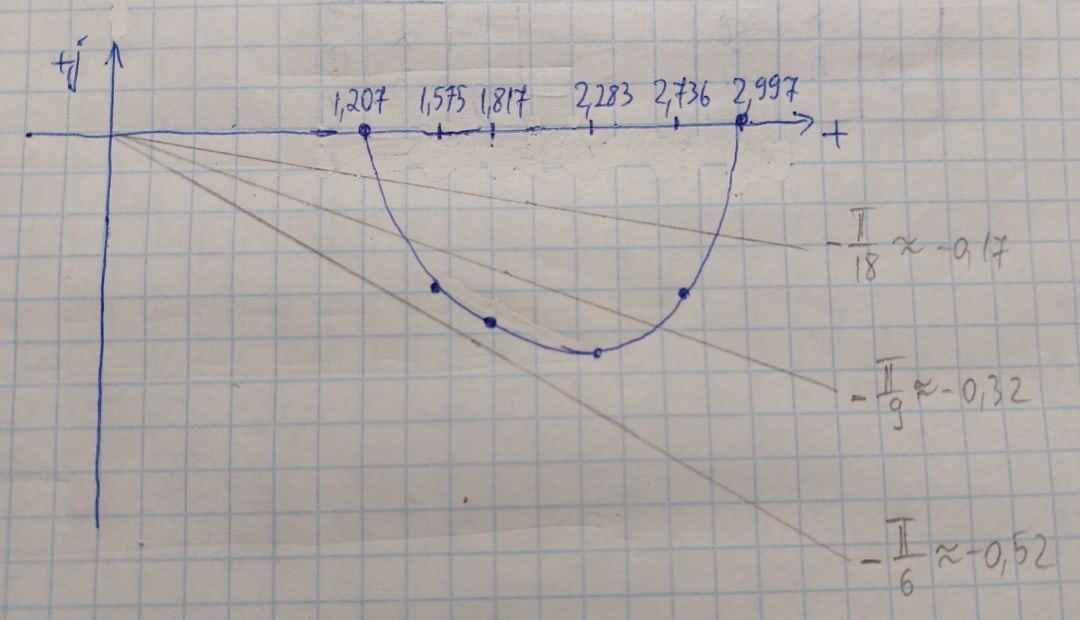 +j
1,207 1,575 1,817 2,283 2,736 2,997
+
-π/18 ≈ -0,17
-π/9 ≈ -0,32
-π/6 ≈ -0,52